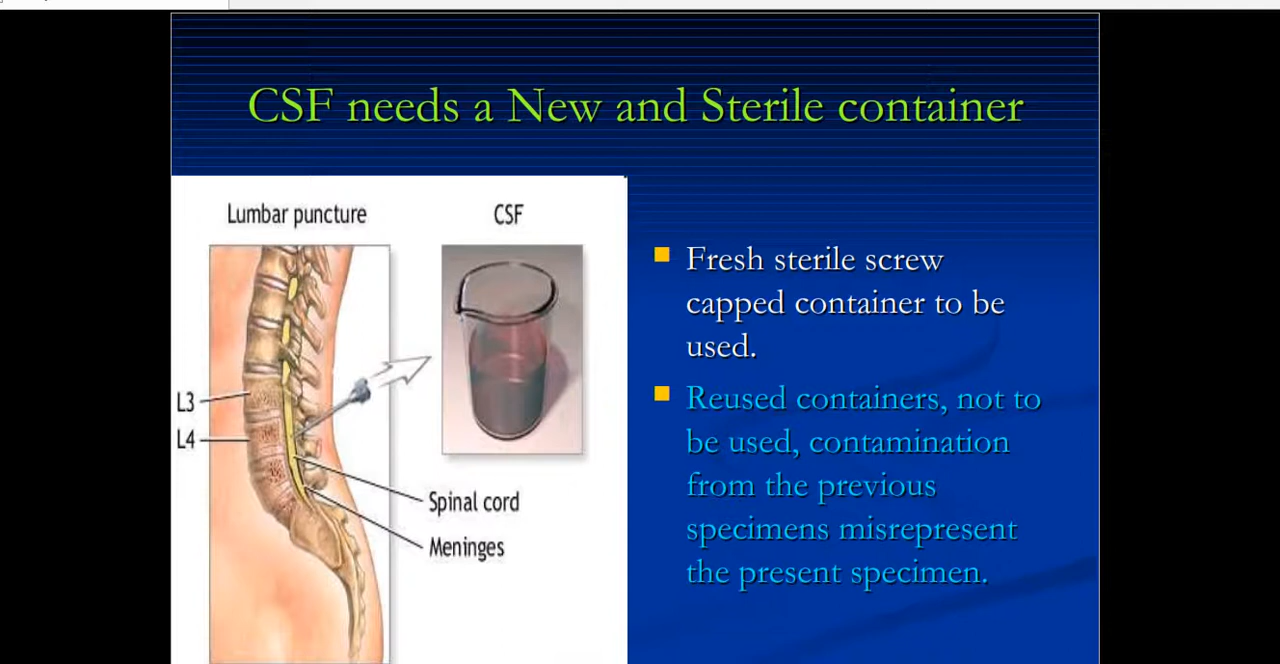 CSF needs a New and Sterile container
Lumbar puncture
CSF
L3
L4
Spinal cord
Meninges
Fresh sterile screw
capped container to be
used.
Reused containers, not to
be used, contamination
from the previous
specimens misrepresent
the present specimen.